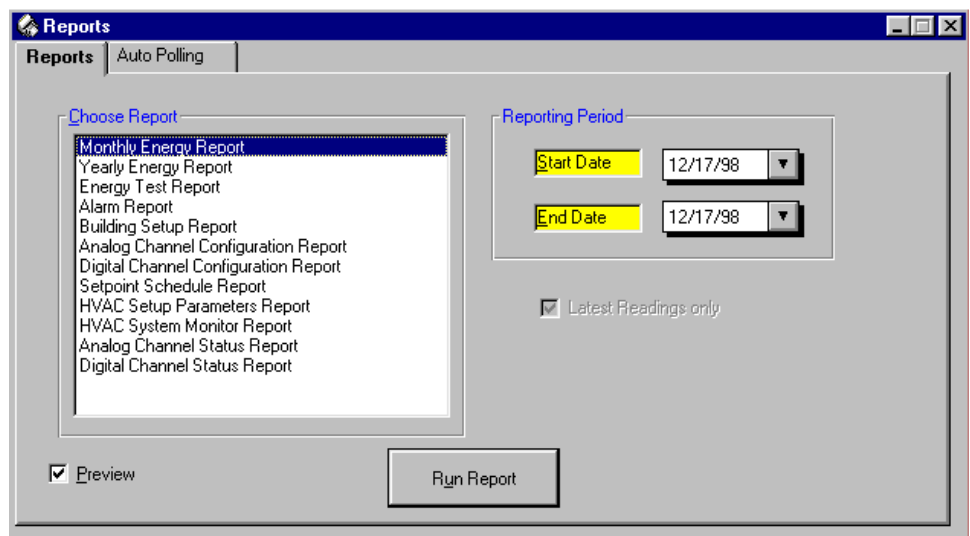 Reports
Reports
Auto Polling
Choose Report
Monthly Energy Report
Yearly Energy Report
Energy Test Report
Alarm Report
Building Setup Report
Analog Channel Configuration Report
Digital Channel Configuration Report
Setpoint Schedule Report
HVAC Setup Parameters Report
HVAC System Monitor Report
Analog Channel Status Report
Digital Channel Status Report
Reporting Period
Start Date
12/17/98
End Date
12/17/98
Latest Readings only
Preview
Run Report